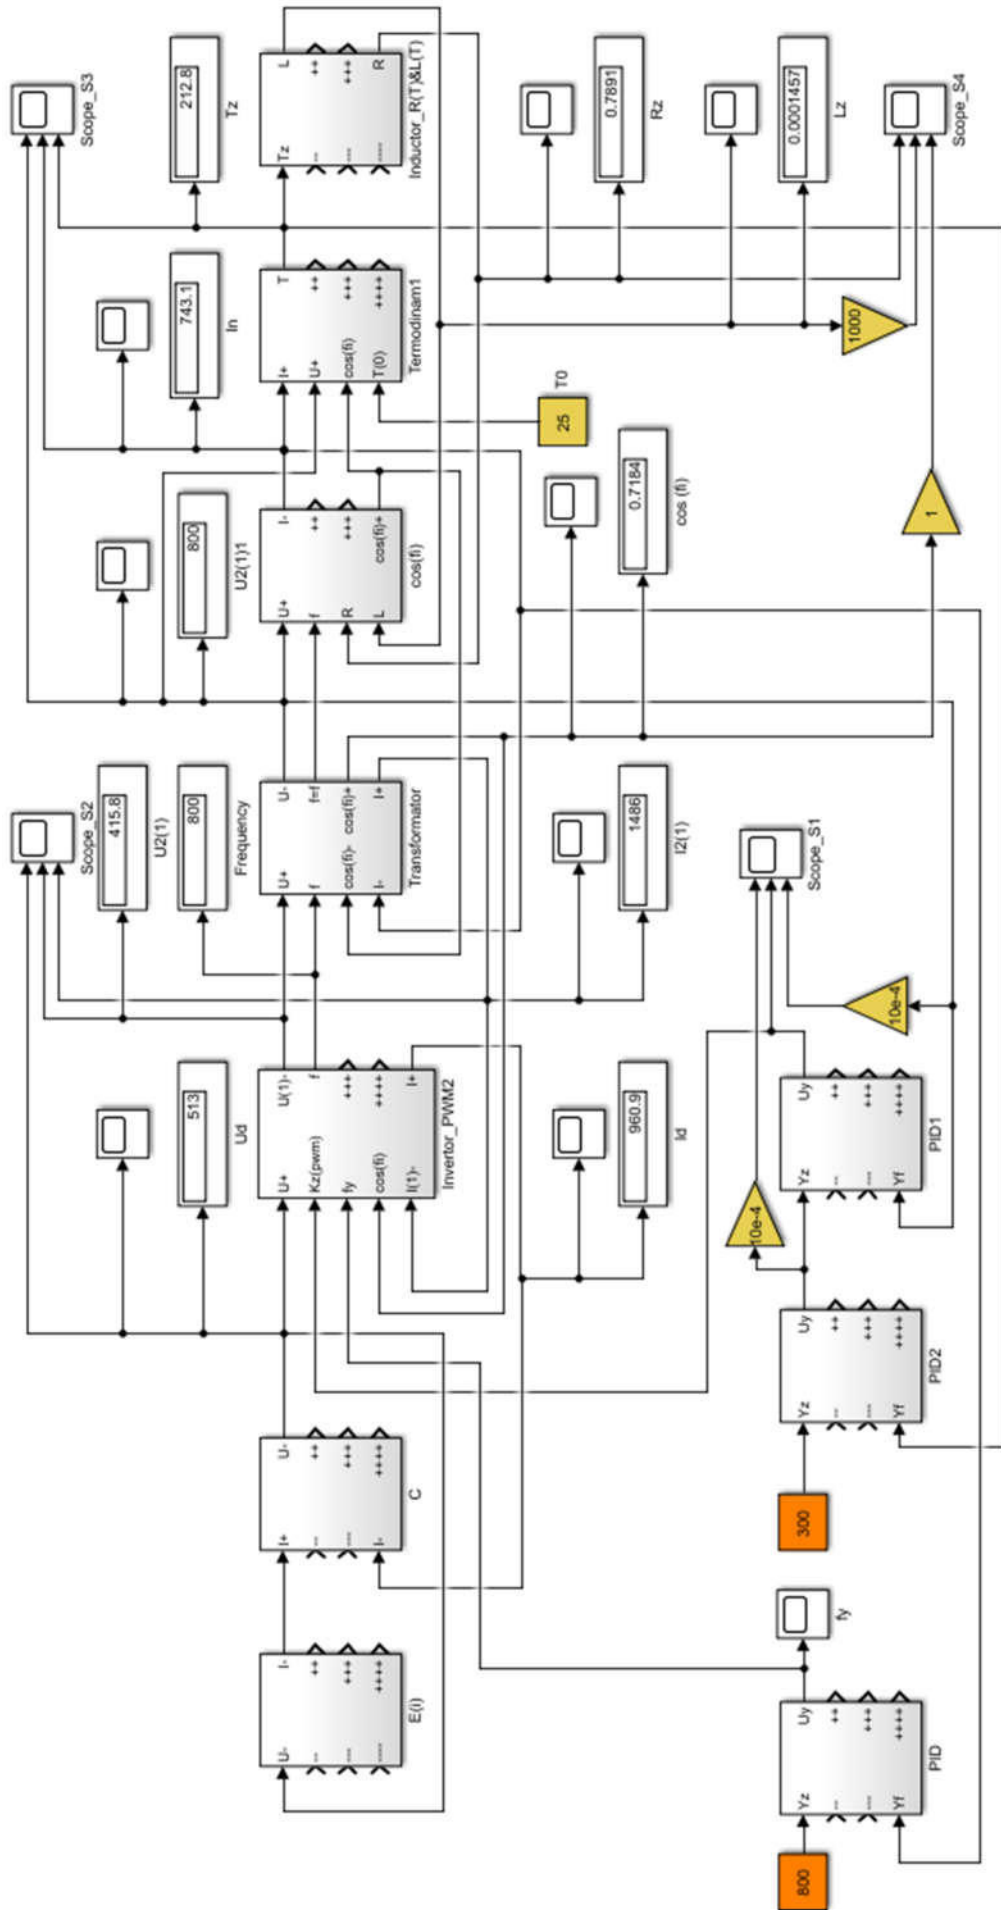 Scope_S3
212.8
Tz
Tz
--
---
----
L
++
+++
R
Inductor_R(T)&L(T)
743.1
In
I+
U+
cos(fi)
T(0)
T
++
+++
++++
Termodinam1
25
T0
0.7891
Rz
0.0001457
Lz
1000
Scope_S4
800
U2(1)1
U+
f
R
L
I-
++
+++
cos(fi)+
cos(fi)
0.7184
cos (fi)
1
Scope_S2
415.8
U2(1)
800
Frequency
U+
f
cos(fi)-
I-
U-
f=f
cos(fi)+
I+
Transformator
1486
I2(1)
Scope_S1
513
Ud
U+
Kz(pwm)
fy
cos(fi)
I(1)-
U(1)-
f
+++
++++
I+
Invertor_PWM2
960.9
Id
10e-4
10e-4
Yz
--
---
Yf
Uy
++
+++
++++
PID1
I+
--
---
I-
U-
++
+++
++++
C
300
Yz
--
---
Yf
Uy
++
+++
++++
PID2
U-
--
---
----
I-
++
+++
++++
E(i)
fy
800
Yz
--
---
Yf
Uy
++
+++
++++
PID